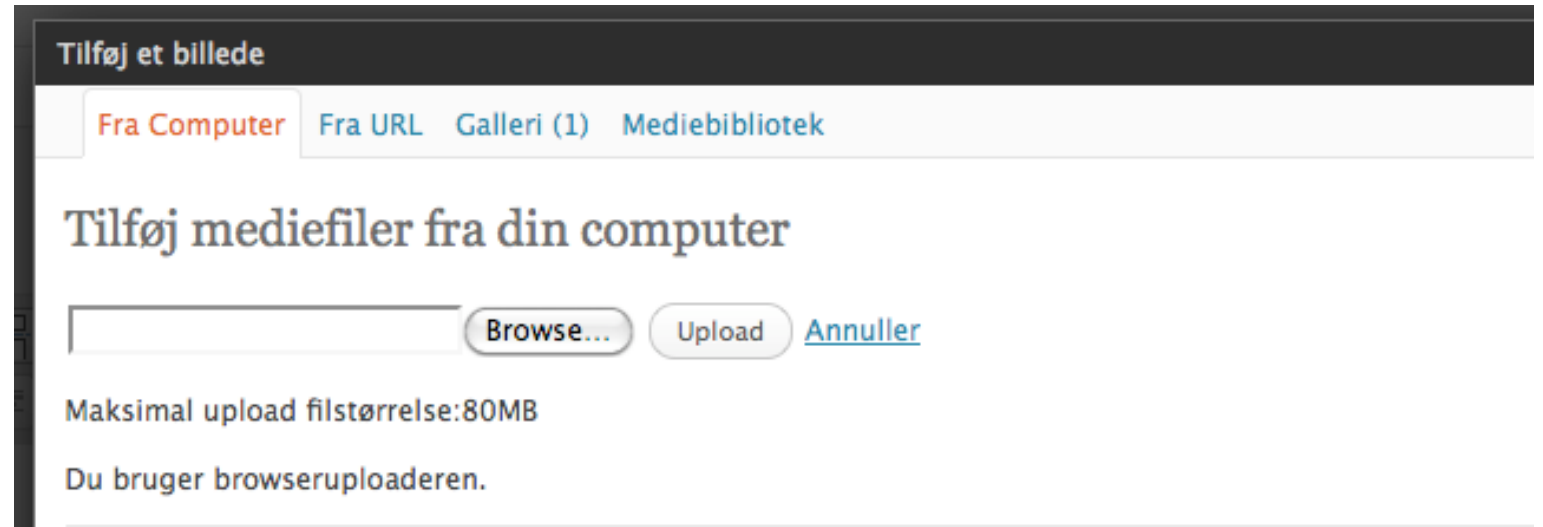 Tilføj et billede
Fra Computer Fra URL Galleri (1) Mediebibliotek
Tilføj mediefiler fra din computer
Browse... Upload Annuller
Maksimal upload filstørrelse:80MB
Du bruger browseruploaderen.